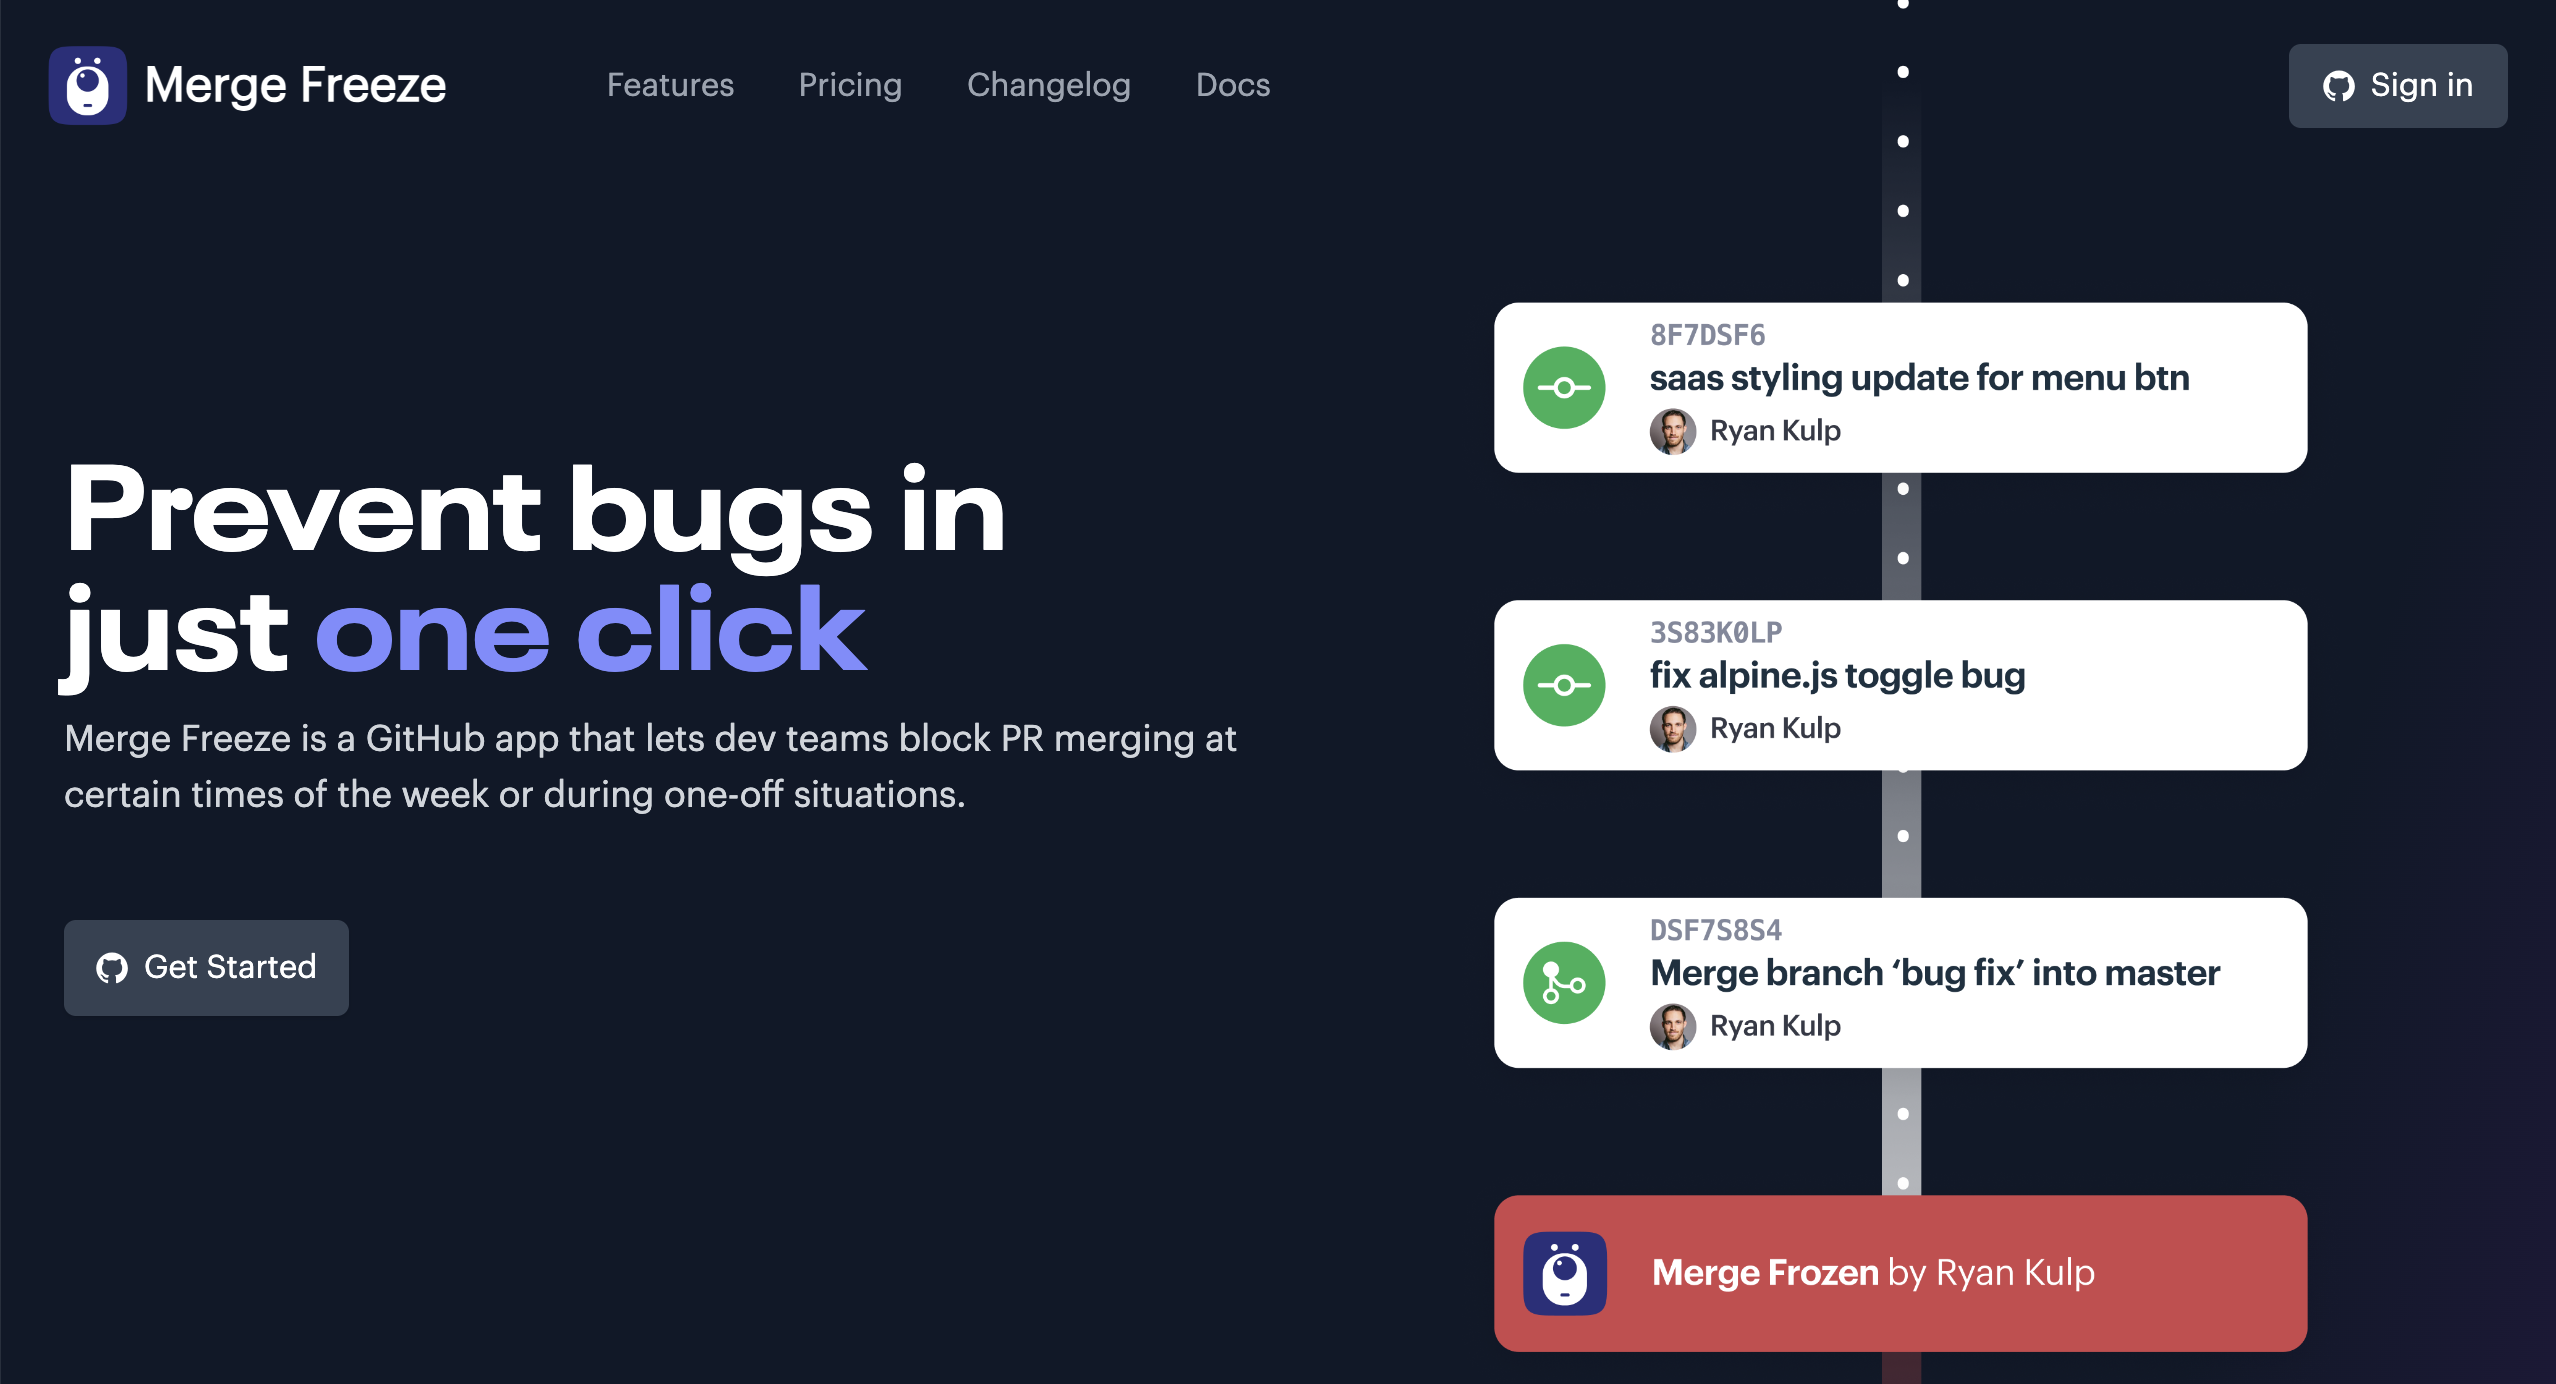 Merge Freeze
Features
Pricing
Changelog
Docs
Sign in
Prevent bugs in
just one click
Merge Freeze is a GitHub app that lets dev teams block PR merging at
certain times of the week or during one-off situations.
Get Started
8F7DSF6
saas styling update for menu btn
Ryan Kulp
3S83K0LP
fix alpine.js toggle bug
Ryan Kulp
DSF7S8S4
Merge branch ‘bug fix’ into master
Ryan Kulp
Merge Frozen by Ryan Kulp